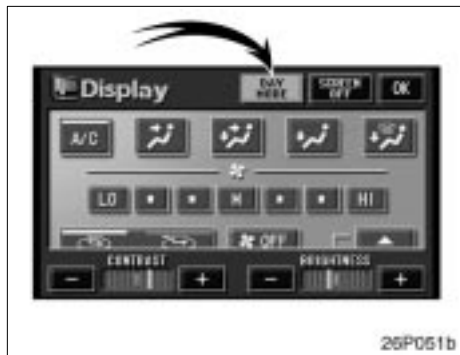 Display
DAY MODE
SCREEN OFF
OK
A/C
LO
M
HI
OFF
CONTRAST
BRIGHTNESS
- +
- +
26P051b